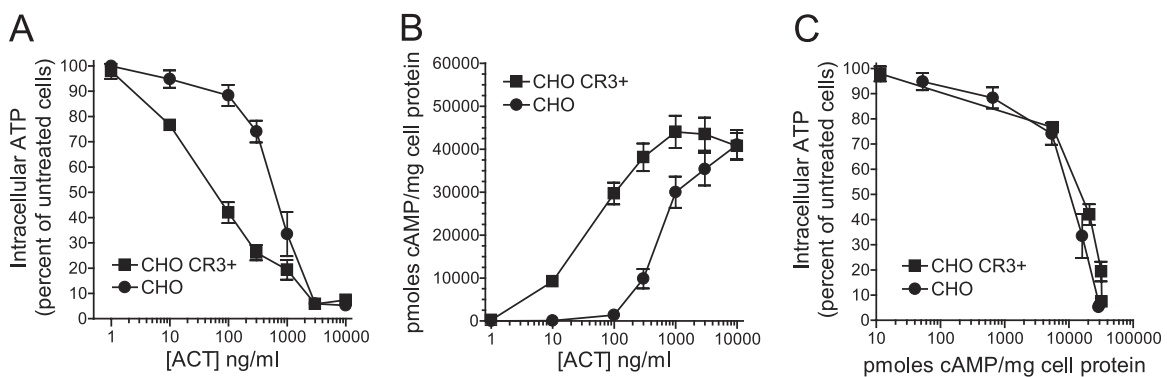 A
Intracellular ATP
(percent of untreated cells)
100
90
80
70
60
50
40
30
20
10
0
CHO CR3+
CHO
1 10 100 1000 10000
[ACT] ng/ml
B
pmoles cAMP/mg cell protein
60000
50000
40000
30000
20000
10000
0
CHO CR3+
CHO
1 10 100 1000 10000
[ACT] ng/ml
C
Intracellular ATP
(percent of untreated cells)
100
90
80
70
60
50
40
30
20
10
0
CHO CR3+
CHO
10 100 1000 10000 100000
pmoles cAMP/mg cell protein